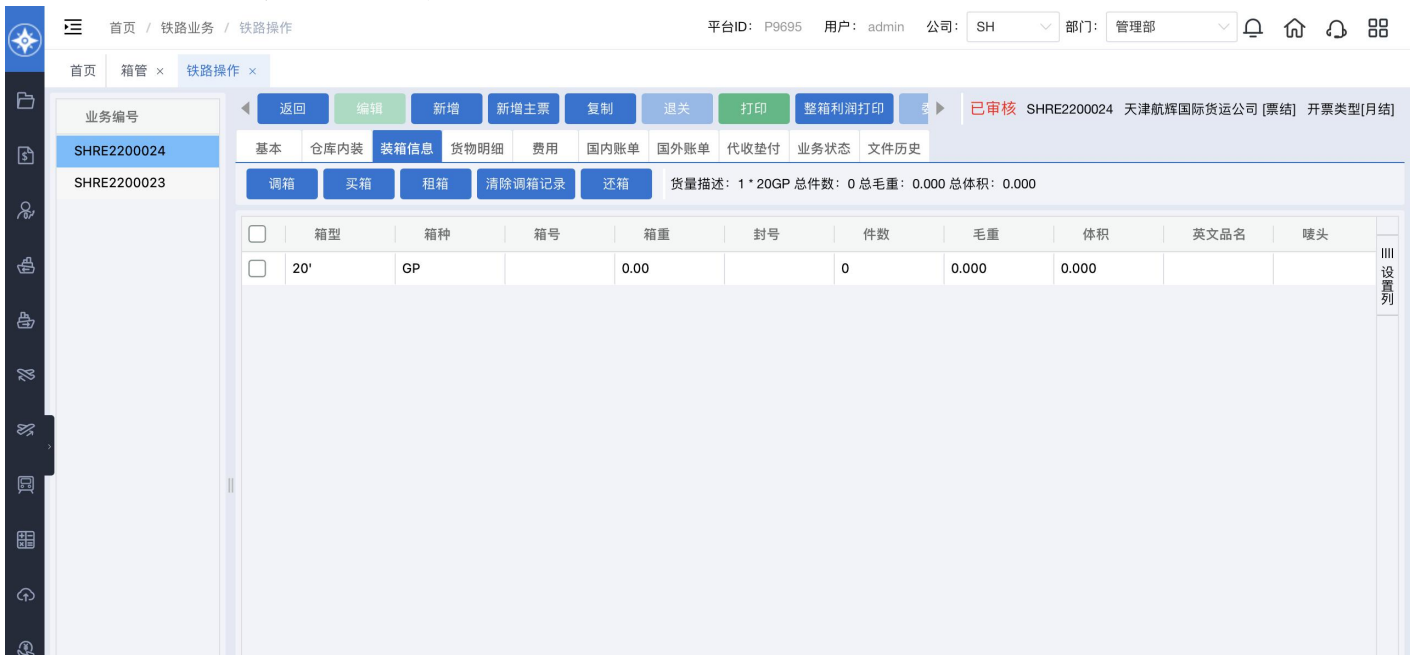 首页 / 铁路业务 / 铁路操作 平台ID: P9695 用户: admin 公司: SH 部门: 管理部
首页 箱管 × 铁路操作 ×
业务编号
SHRE2200024
SHRE2200023
返回 编辑 新增 新增主票 复制 退关 打印 整箱利润打印 已审核 SHRE2200024 天津航辉国际货运公司 [票结] 开票类型[月结]
基本 仓库内装 装箱信息 货物明细 费用 国内账单 国外账单 代收垫付 业务状态 文件历史
调箱 买箱 租箱 清除调箱记录 还箱 货量描述: 1 * 20GP 总件数: 0 总毛重: 0.000 总体积: 0.000
箱型 箱种 箱号 箱重 封号 件数 毛重 体积 英文品名 唛头
20' GP 0.00 0 0.000 0.000
设置列